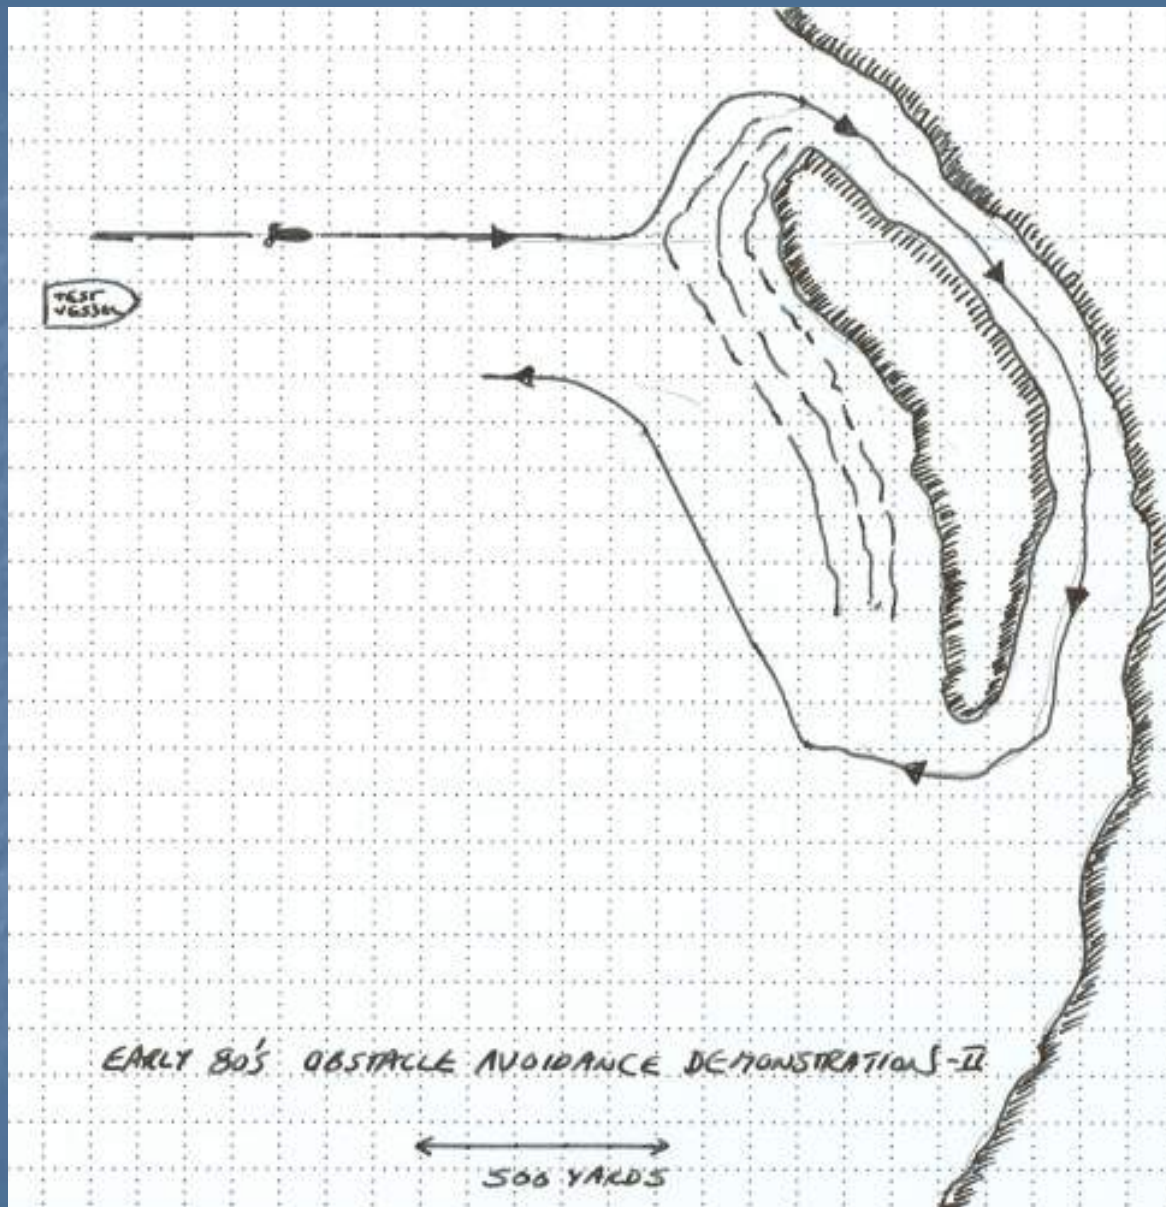 TEST
VESSEL
EARLY 80'S OBSTACLE AVOIDANCE DEMONSTRATIONS-II
500 YARDS